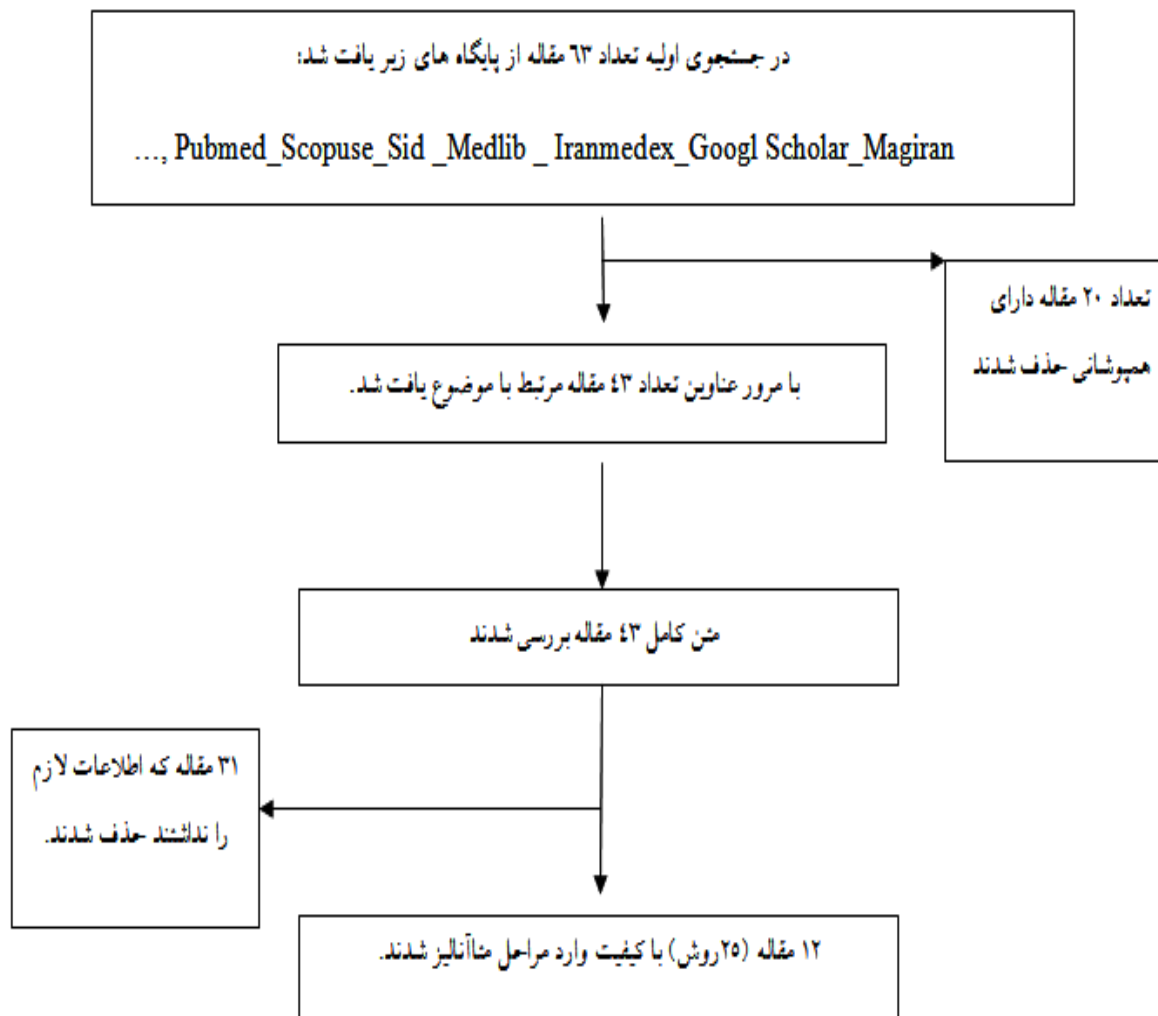 در جستجوی اولیه تعداد ٦٣ مقاله از پایگاه های زیر یافت شد:
…, Pubmed_Scopuse_Sid _Medlib _ Iranmedex_Googl Scholar_Magiran
تعداد ٢٠ مقاله دارای
همپوشانی حذف شدند
با مرور عناوین تعداد ٤٣ مقاله مرتبط با موضوع یافت شد.
متن کامل ٤٣ مقاله بررسی شدند
٣١ مقاله که اطلاعات لازم
را نداشتند حذف شدند.
١٢ مقاله (٢٥روش) با کیفیت وارد مراحل متاآنالیز شدند.